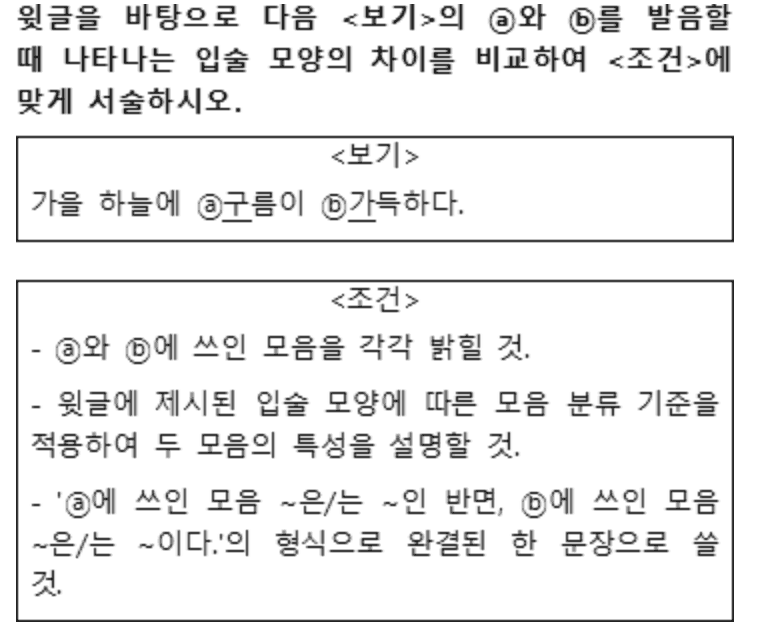 윗글을 바탕으로 다음 <보기>의 ⓐ와 ⓑ를 발음할
때 나타나는 입술 모양의 차이를 비교하여 <조건>에
맞게 서술하시오.
<보기>
가을 하늘에 ⓐ구름이 ⓑ가득하다.
<조건>
- ⓐ와 ⓑ에 쓰인 모음을 각각 밝힐 것.
- 윗글에 제시된 입술 모양에 따른 모음 분류 기준을
적용하여 두 모음의 특성을 설명할 것.
- 'ⓐ에 쓰인 모음 ~은/는 ~인 반면, ⓑ에 쓰인 모음
~은/는 ~이다.'의 형식으로 완결된 한 문장으로 쓸
것.